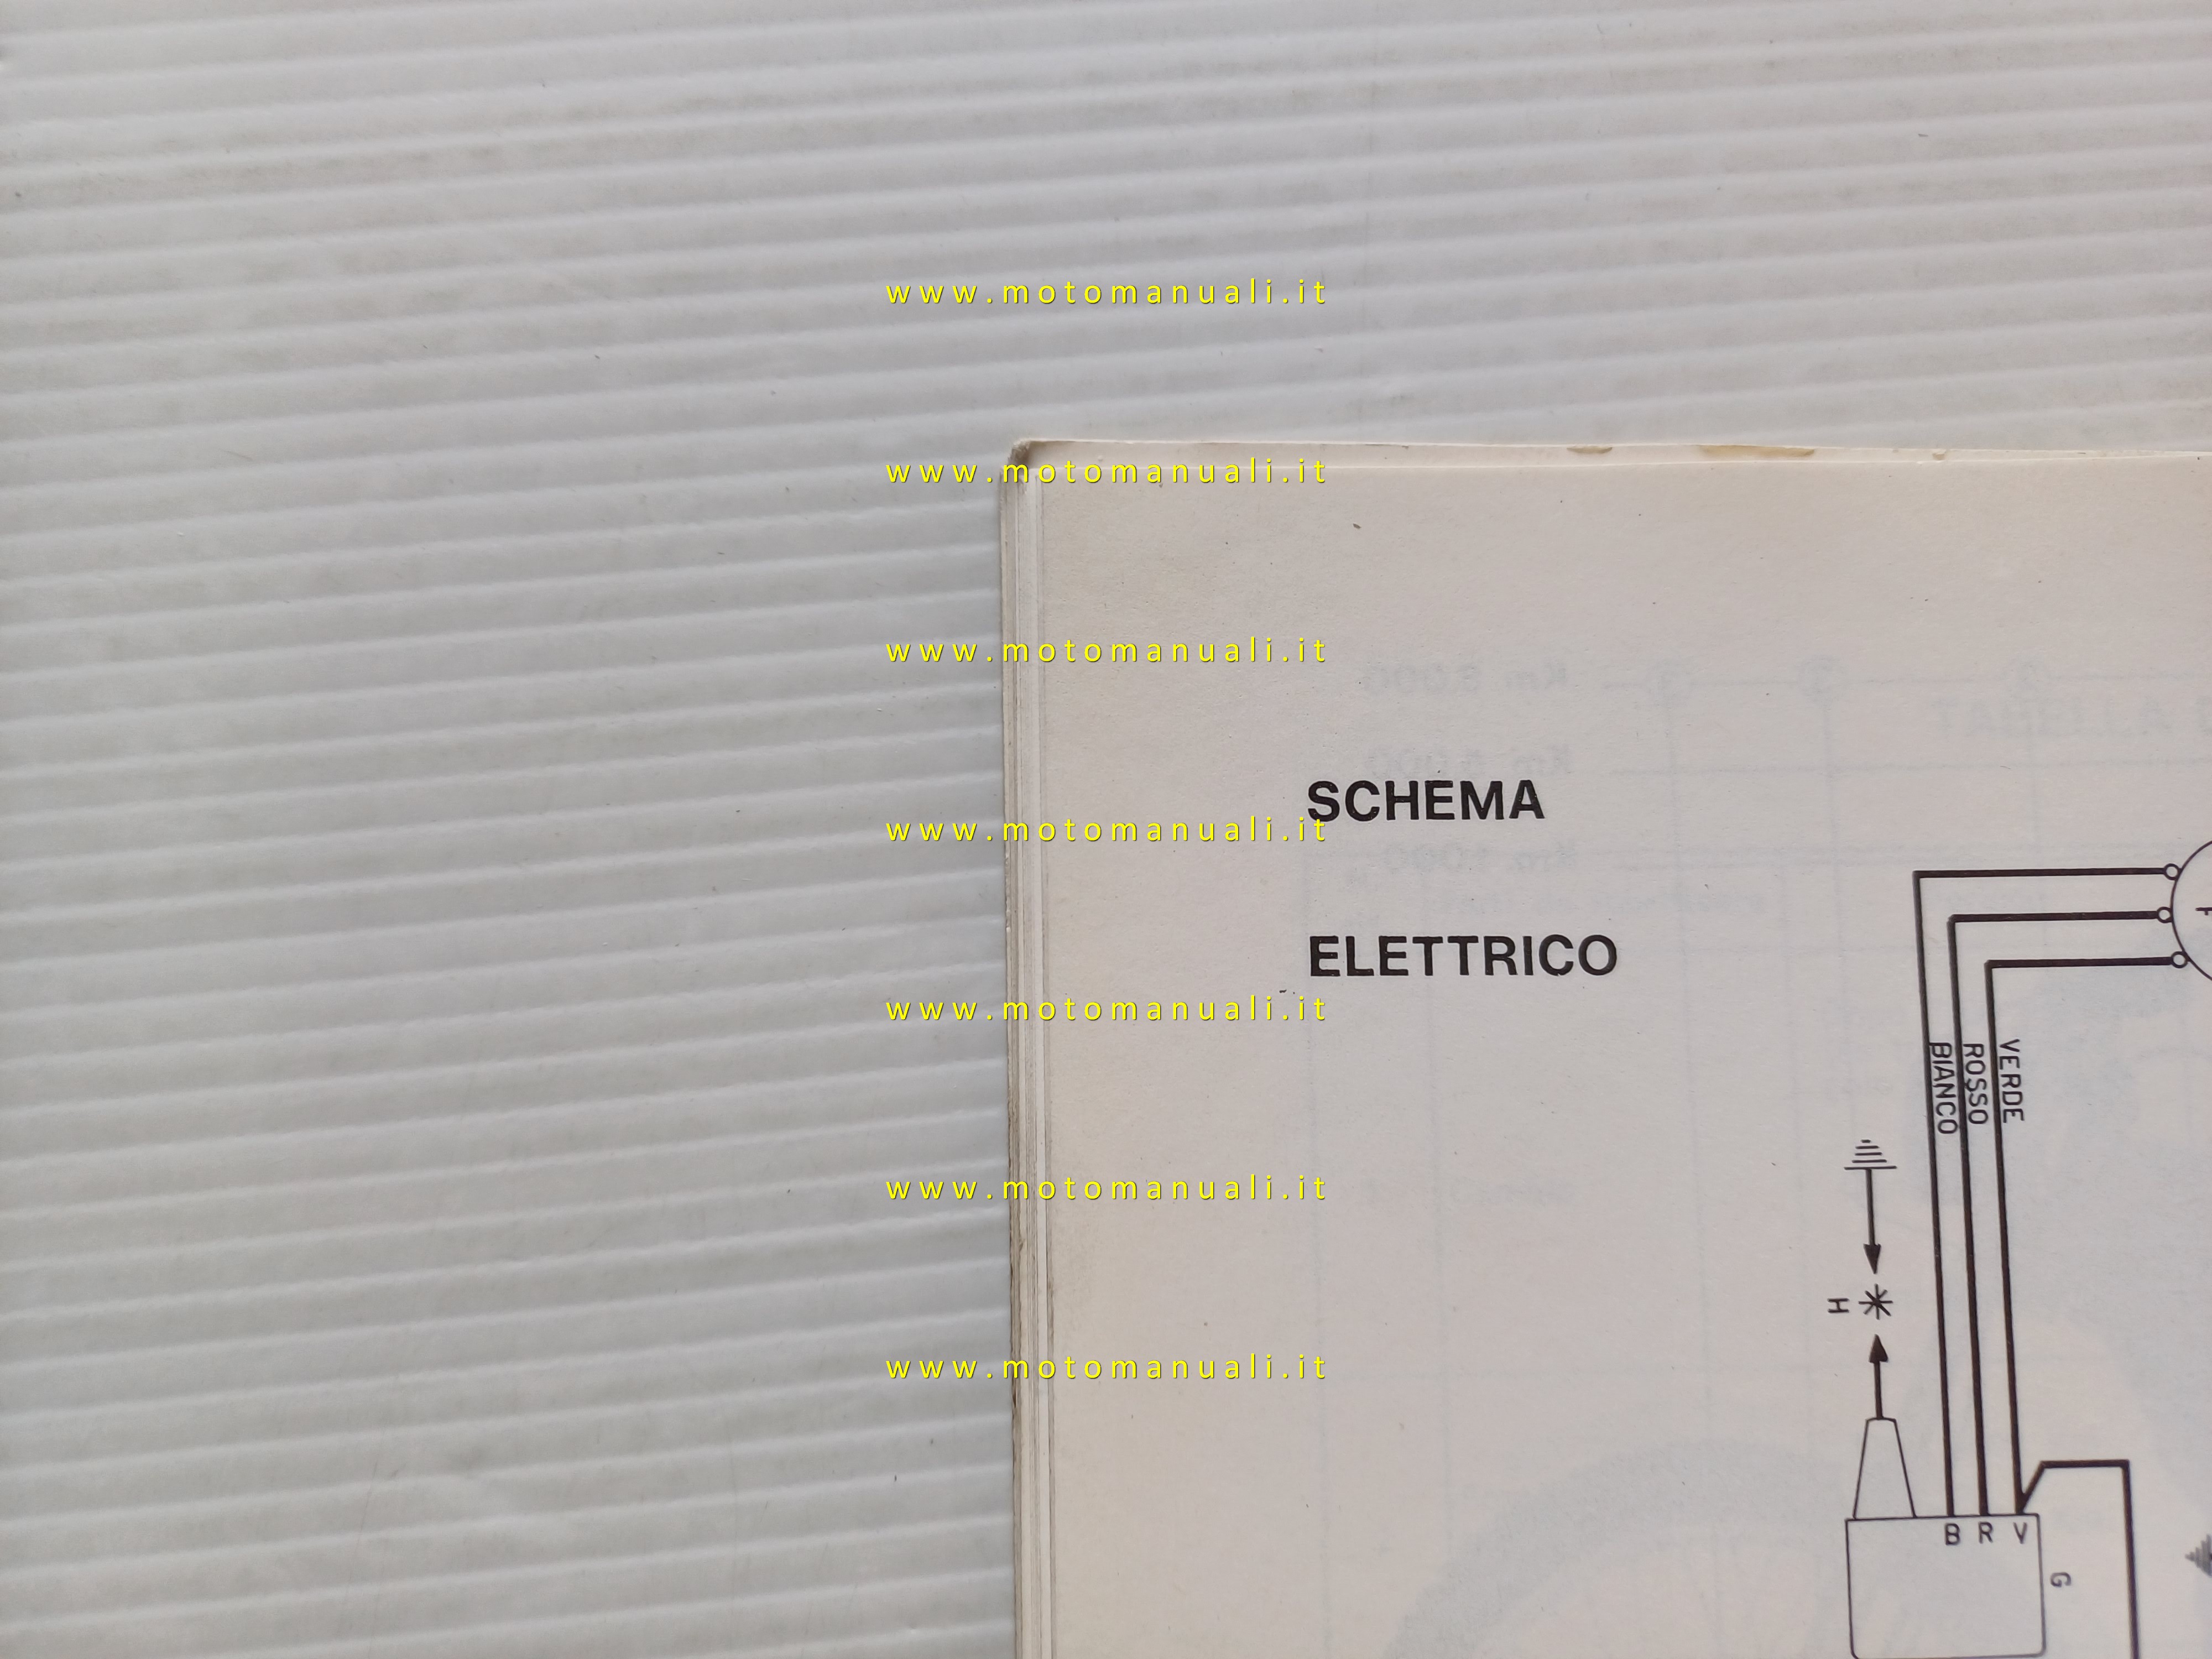 www.motomanuali.it
www.motomanuali.it
www.motomanuali.it
SCHEMA
www.motomanuali.it
ELETTRICO
www.motomanuali.it
VERDE
ROSSO
BIANCO
www.motomanuali.it
H
www.motomanuali.it
B R V
G